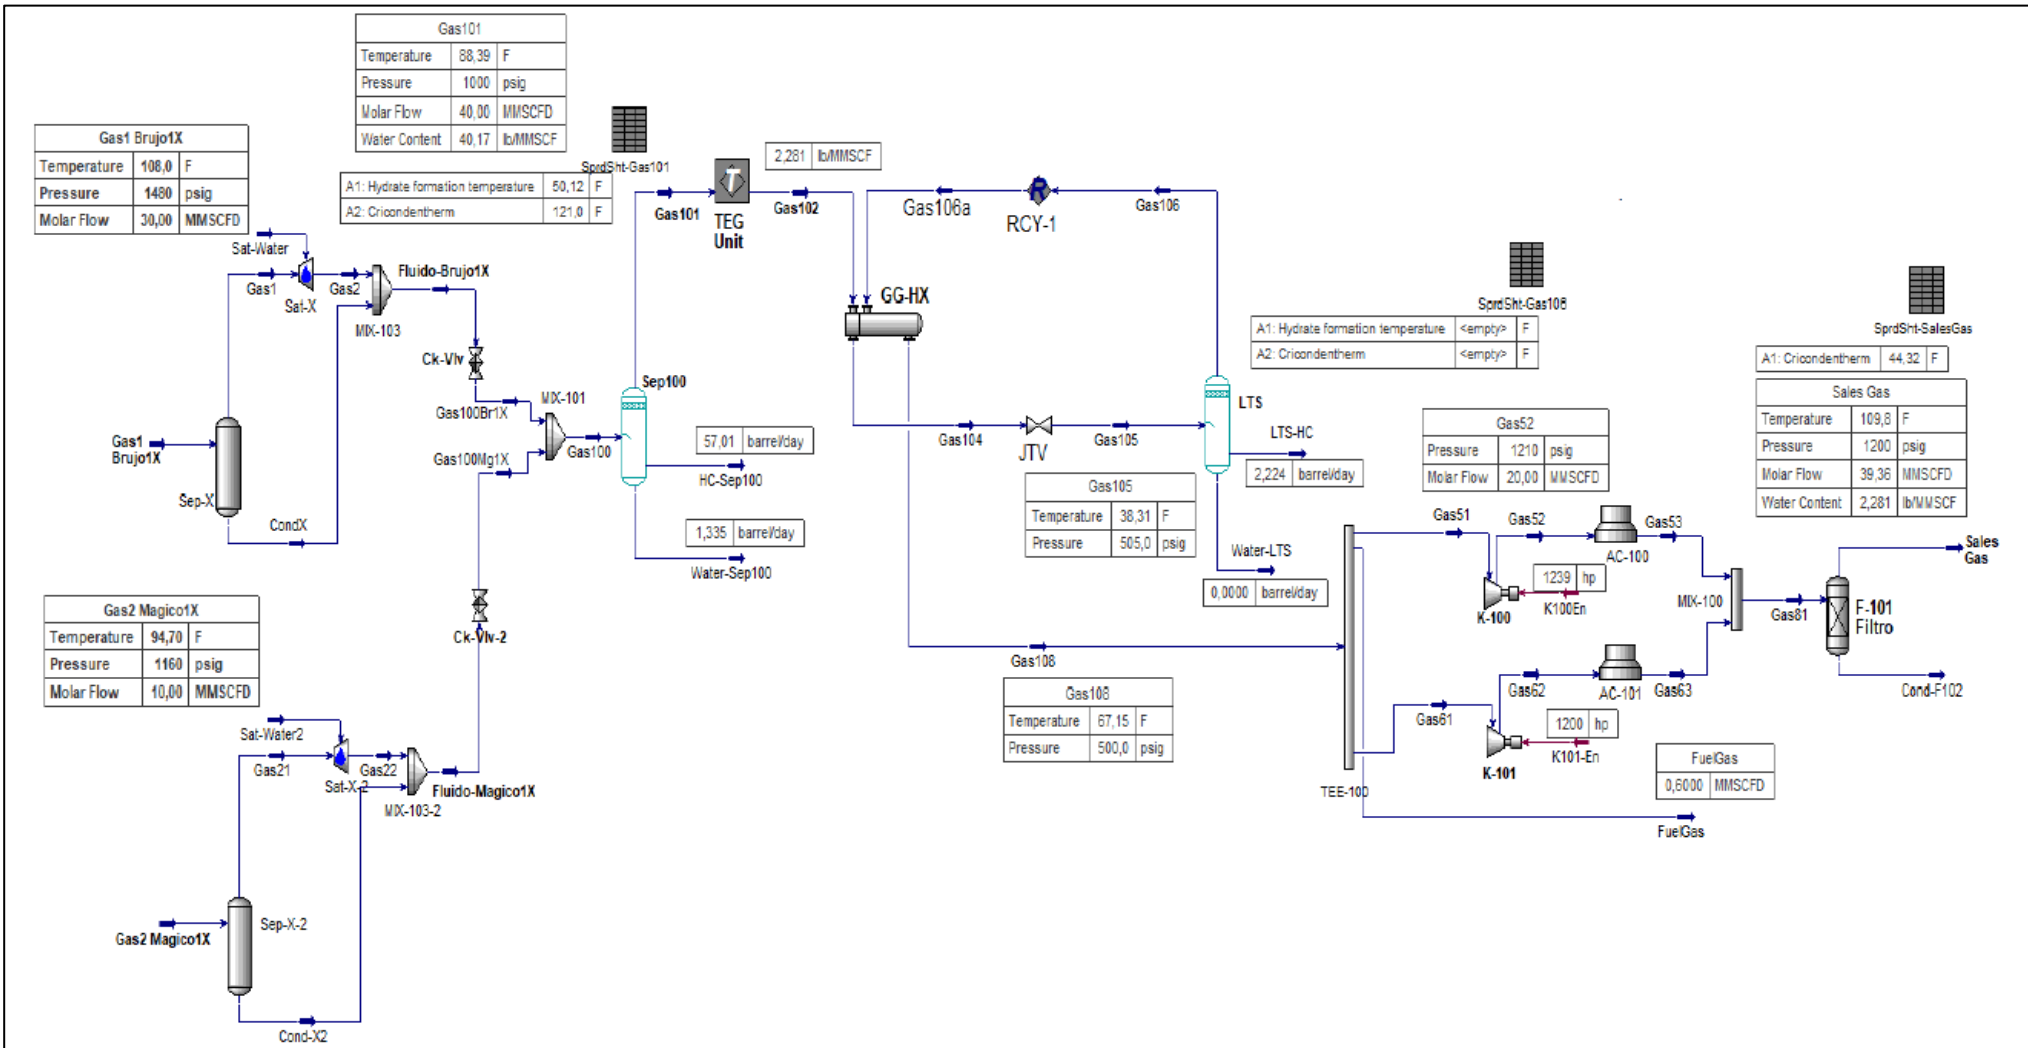 Gas101
Temperature 88,39 F
Pressure 1000 psig
Molar Flow 40,00 MMSCFD
Water Content 40,17 lb/MMSCF
SprdSht-Gas101
A1: Hydrate formation temperature 50,12 F
A2: Cricondentherm 121,0 F
Gas1 Brujo1X
Temperature 108,0 F
Pressure 1480 psig
Molar Flow 30,00 MMSCFD
Sat-Water
Gas1
Sat-X
Gas2
Fluido-Brujo1X
MIX-103
Ck-Vlv
Gas100Br1X
MIX-101
Gas100Mg1X
Gas100
Gas1
Brujo1X
Sep-X
CondX
Sep100
57,01 barrel/day
HC-Sep100
1,335 barrel/day
Water-Sep100
Gas101
TEG
Unit
2,281 lb/MMSCF
Gas102
Gas106a
RCY-1
Gas106
GG-HX
Gas104
JTV
Gas105
Gas105
Temperature 38,31 F
Pressure 505,0 psig
LTS
LTS-HC
2,224 barrel/day
Water-LTS
0,0000 barrel/day
SprdSht-Gas106
A1: Hydrate formation temperature <empty> F
A2: Cricondentherm <empty> F
SprdSht-SalesGas
A1: Cricondentherm 44,32 F
Sales Gas
Temperature 109,8 F
Pressure 1200 psig
Molar Flow 39,36 MMSCFD
Water Content 2,281 lb/MMSCF
Gas52
Pressure 1210 psig
Molar Flow 20,00 MMSCFD
Gas51
Gas52
Gas53
AC-100
1239 hp
K-100
K100En
MIX-100
Gas81
Sales
Gas
F-101
Filtro
Cond-F102
Gas61
Gas62
AC-101
Gas63
1200 hp
K-101
K101-En
TEE-100
FuelGas
0,6000 MMSCFD
FuelGas
Gas108
Gas108
Temperature 67,15 F
Pressure 500,0 psig
Gas2 Magico1X
Temperature 94,70 F
Pressure 1160 psig
Molar Flow 10,00 MMSCFD
Ck-Vlv-2
Sat-Water2
Gas21
Sat-X-2
Gas22
MIX-103-2
Fluido-Magico1X
Gas2 Magico1X
Sep-X-2
Cond-X2